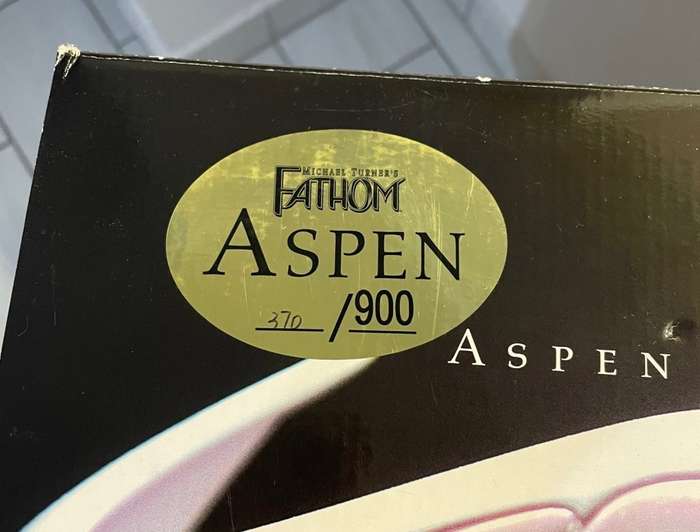 MICHAEL TURNER'S
FATHOM
ASPEN
370/900
ASPEN